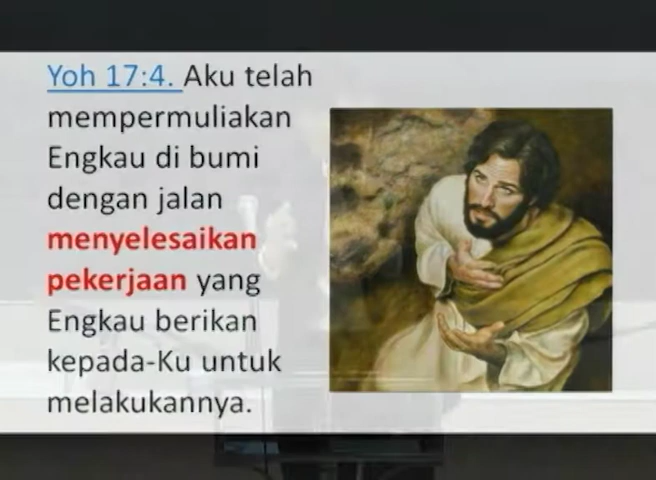 Yoh 17:4. Aku telah
mempermuliakan
Engkau di bumi
dengan jalan
menyelesaikan
pekerjaan yang
Engkau berikan
kepada-Ku untuk
melakukannya.